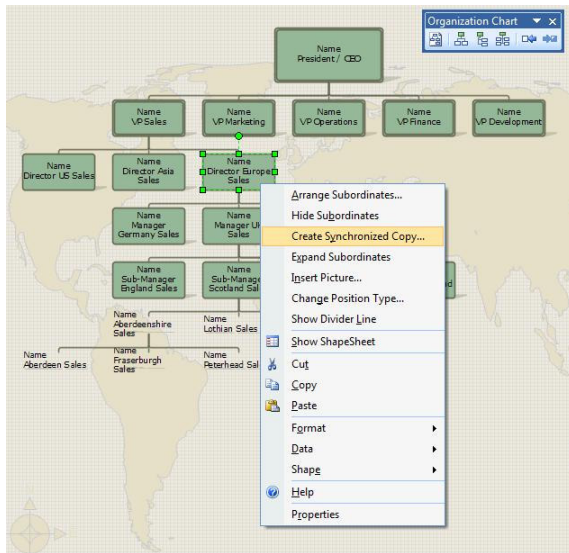 Organization Chart
Name
President / CEO
Name
VP Sales
Name
VP Marketing
Name
VP Operations
Name
VP Finance
Name
VP Development
Name
Director US Sales
Name
Director Asia
Sales
Name
Director Europe
Sales
Name
Manager
Germany Sales
Name
Manager UK
Sales
Name
Sub-Manager
England Sales
Name
Sub-Manage
Scotland Sal
Name
Aberdeenshire
Sales
Name
Lothian Sales
Name
Aberdeen Sales
Name
Fraserburgh
Sales
Name
Peterhead Sal
Arrange Subordinates...
Hide Subordinates
Create Synchronized Copy...
Expand Subordinates
Insert Picture...
Change Position Type...
Show Divider Line
Show ShapeSheet
Cut
Copy
Paste
Format
Data
Shape
Help
Properties